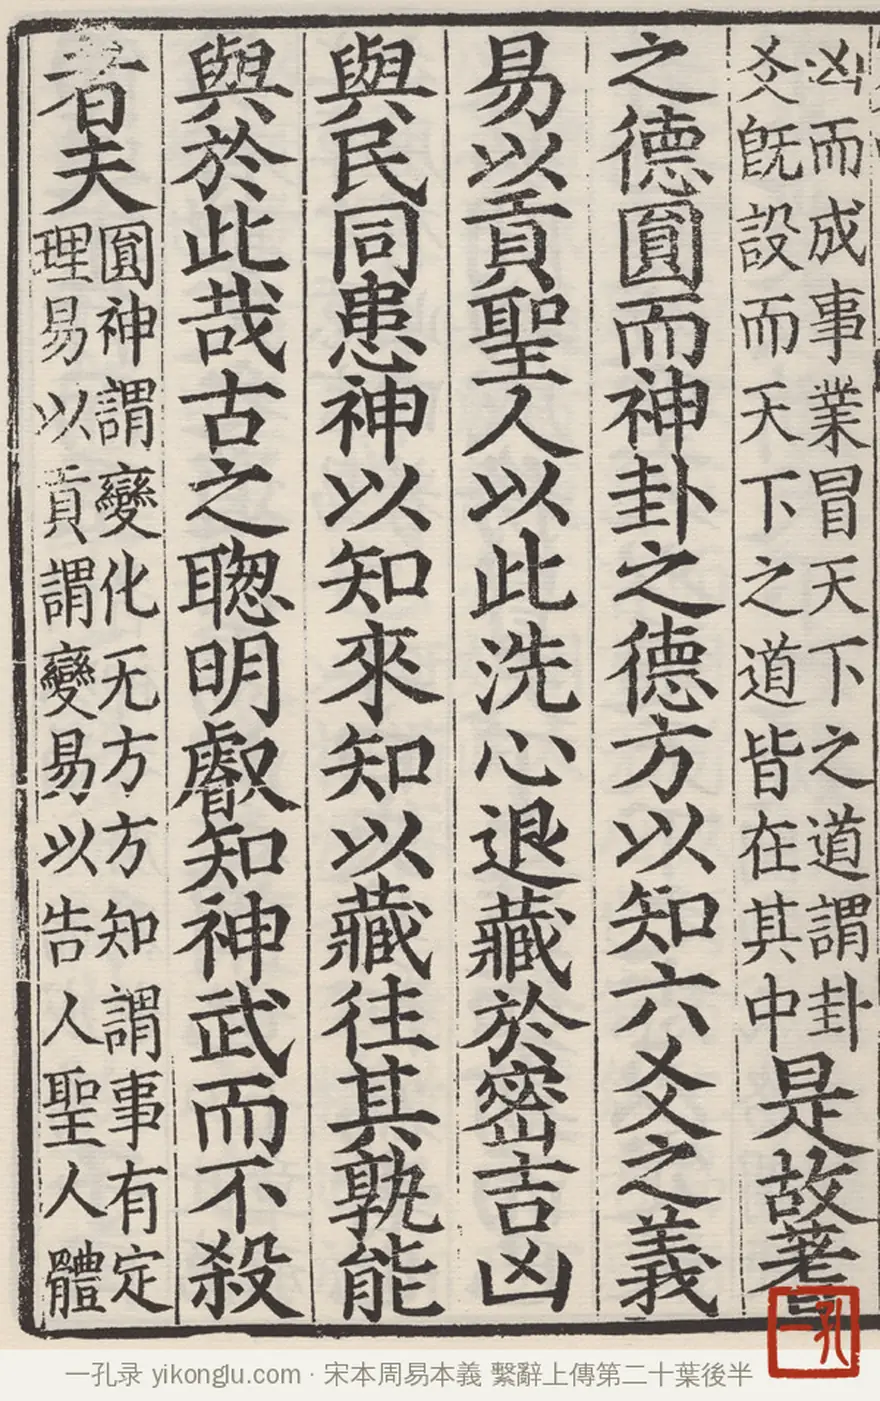 凶而成事業冒天下之道謂卦
爻既設而天下之道皆在其中
是故蓍
之德圓而神卦之德方以知六爻之義
易以貢聖人以此洗心退藏於密吉凶
與民同患神以知來知以藏往其孰能
與於此哉古之聰明叡知神武而不殺
者夫
圓神謂變化无方方知謂事有定
理易以貢謂變易以告人聖人體
一孔
一孔录 yikonglu.com · 宋本周易本義 繫辭上傳第二十葉後半